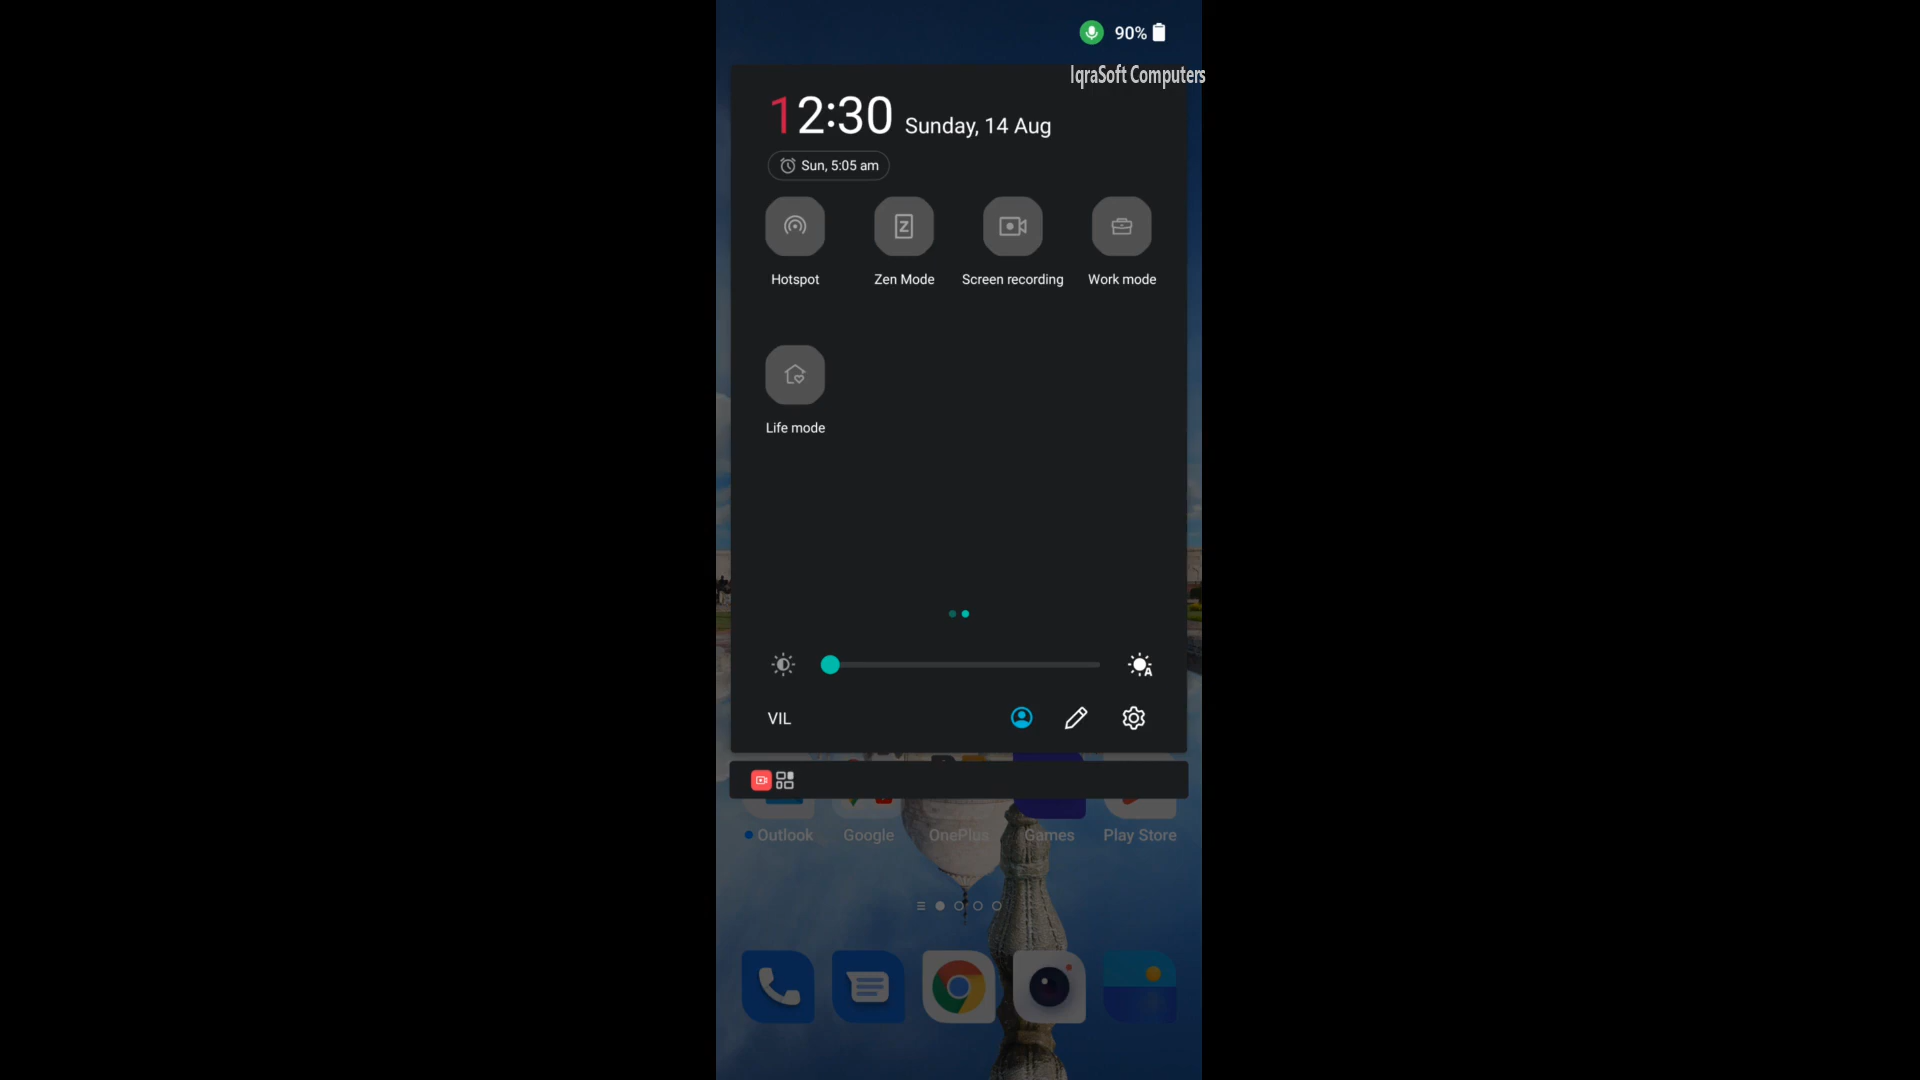 90%
IqraSoft Computers
12:30 Sunday, 14 Aug
Sun, 5:05 am
Hotspot Zen Mode Screen recording Work mode
Life mode
VIL
Outlook Google OnePlus Games Play Store